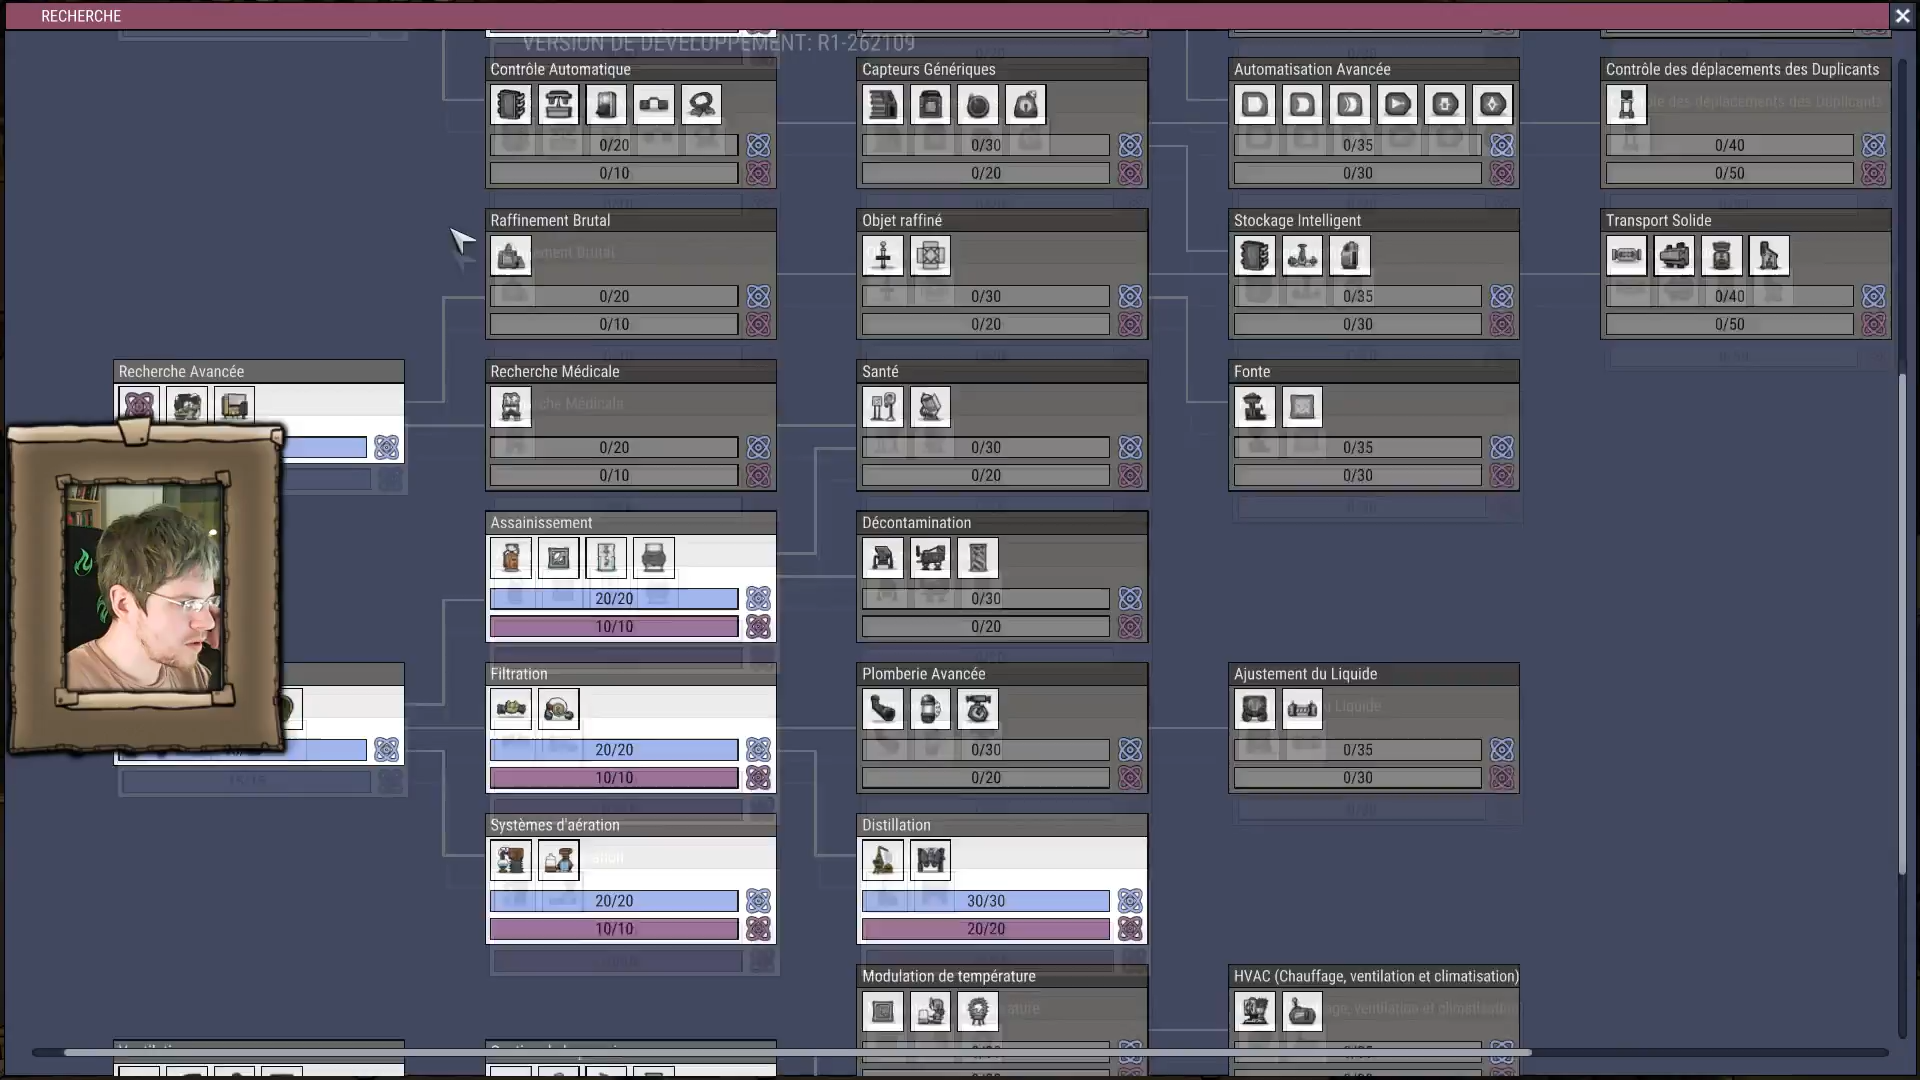 RECHERCHE
VERSION DE DÉVELOPPEMENT: R1-262109
Contrôle Automatique
Capteurs Génériques
Automatisation Avancée
Contrôle des déplacements des Duplicants
0/20
0/30
0/35
0/40
0/10
0/20
0/30
0/50
Raffinement Brutal
Objet raffiné
Stockage Intelligent
Transport Solide
0/20
0/30
0/35
0/40
0/10
0/20
0/30
0/50
Recherche Avancée
Recherche Médicale
Santé
Fonte
0/20
0/30
0/35
0/10
0/20
0/30
Assainissement
Décontamination
20/20
0/30
10/10
0/20
Filtration
Plomberie Avancée
Ajustement du Liquide
20/20
0/30
0/35
10/10
0/20
0/30
Systèmes d'aération
Distillation
20/20
30/30
10/10
20/20
Modulation de température
HVAC (Chauffage, ventilation et climatisation)